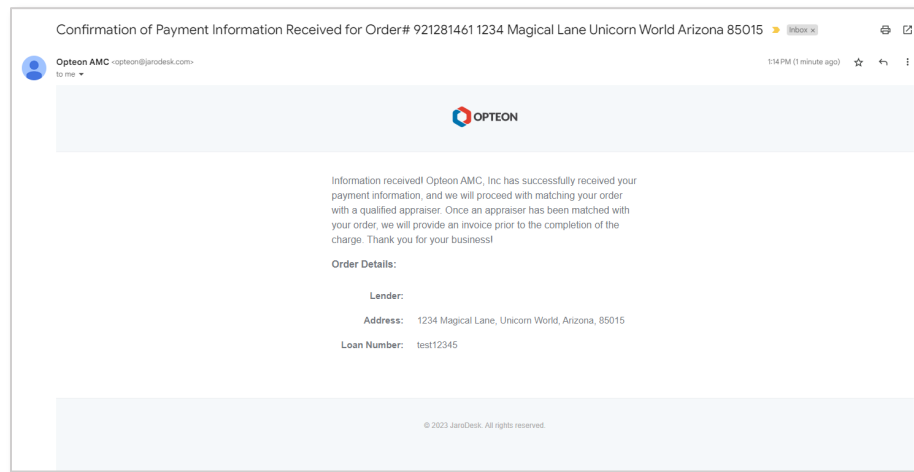 Confirmation of Payment Information Received for Order# 921281461 1234 Magical Lane Unicorn World Arizona 85015 Inbox x
Opteon AMC <opteon@jarodesk.com> 1:14 PM (1 minute ago)
to me
OPTEON
Information received! Opteon AMC, Inc has successfully received your
payment information, and we will proceed with matching your order
with a qualified appraiser. Once an appraiser has been matched with
your order, we will provide an invoice prior to the completion of the
charge. Thank you for your business!
Order Details:
Lender:
Address: 1234 Magical Lane, Unicorn World, Arizona, 85015
Loan Number: test12345
© 2023 JaroDesk. All rights reserved.